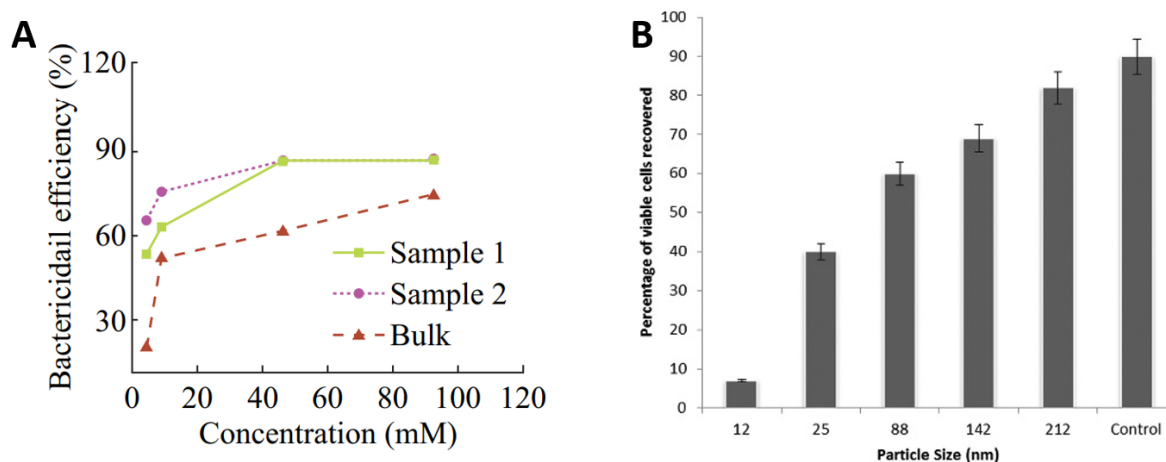 A
Bactericidail efficiency (%)
120
90
60
30
0 20 40 60 80 100 120
Concentration (mM)
Sample 1
Sample 2
Bulk
B
Percentage of viable cells recovered
100
90
80
70
60
50
40
30
20
10
0
12 25 88 142 212 Control
Particle Size (nm)